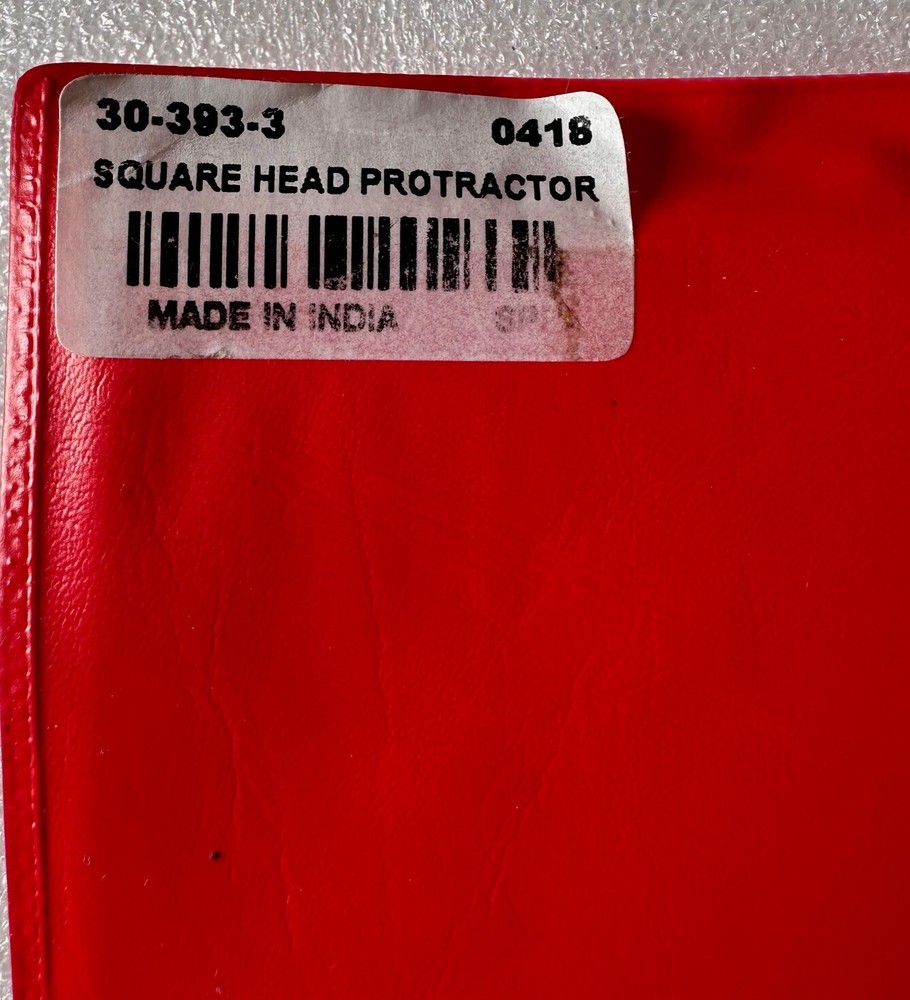 30-393-3 0418
SQUARE HEAD PROTRACTOR
MADE IN INDIA